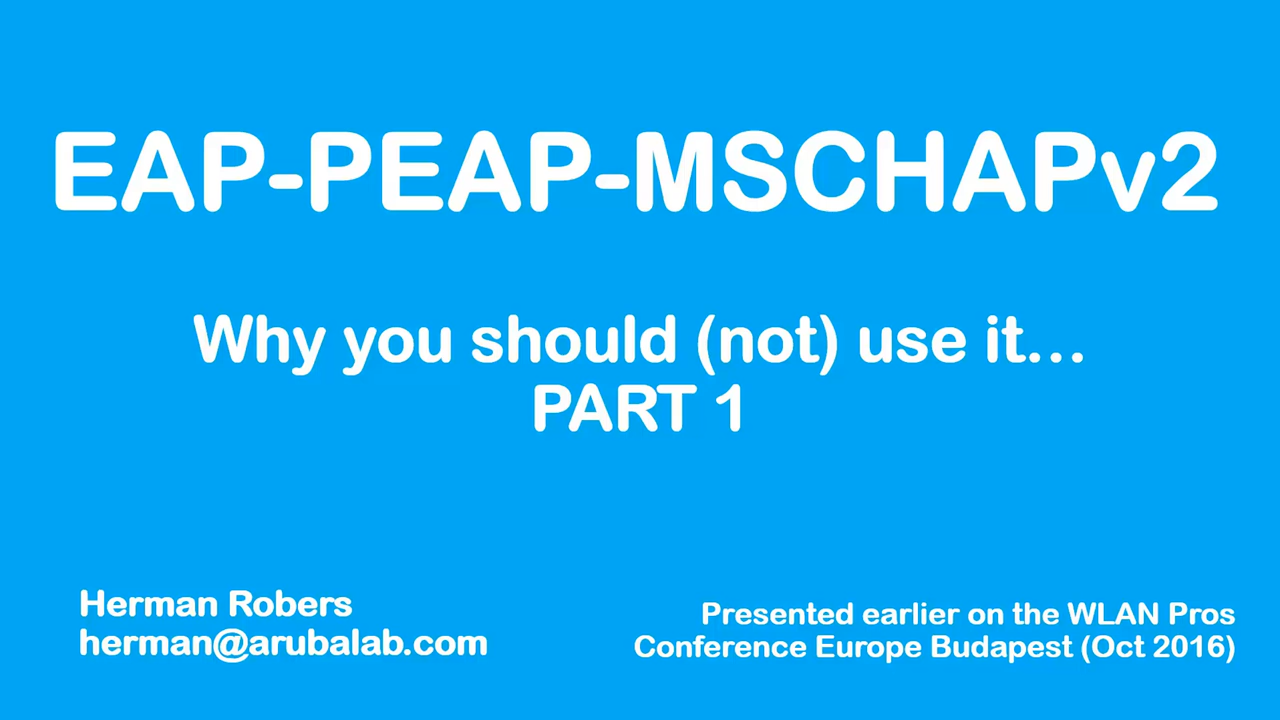 EAP-PEAP-MSCHAPv2
Why you should (not) use it...
PART 1
Herman Robers
herman@arubalab.com
Presented earlier on the WLAN Pros
Conference Europe Budapest (Oct 2016)